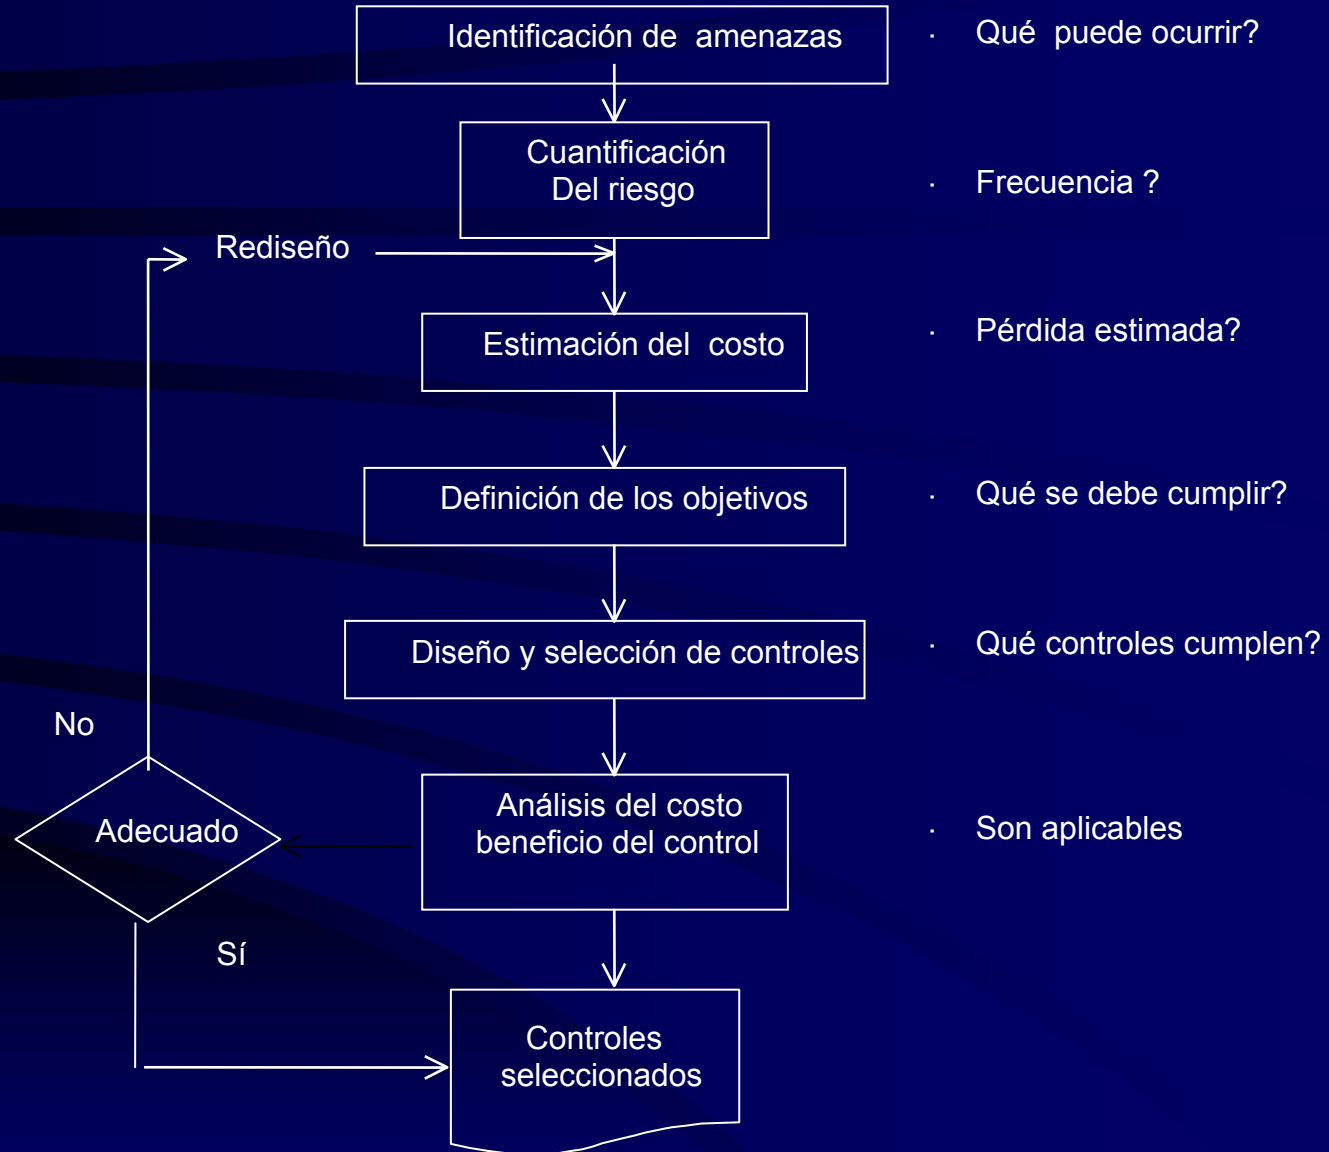 Identificación de amenazas
· Qué puede ocurrir?
Cuantificación
Del riesgo
· Frecuencia ?
Rediseño
Estimación del costo
· Pérdida estimada?
Definición de los objetivos
· Qué se debe cumplir?
Diseño y selección de controles
· Qué controles cumplen?
No
Adecuado
Análisis del costo
beneficio del control
· Son aplicables
Sí
Controles
seleccionados